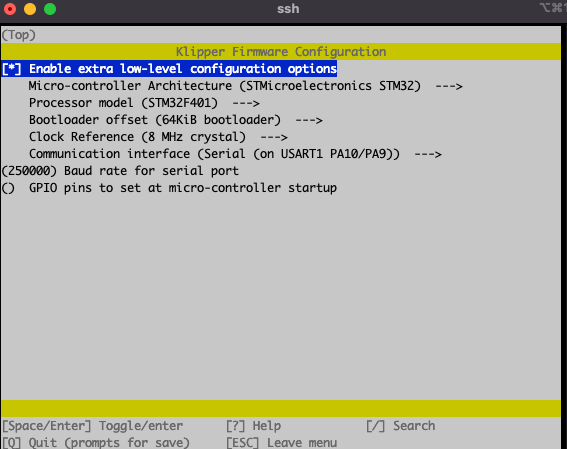 ssh
⌥⌘1
(Top)
Klipper Firmware Configuration
[*] Enable extra low-level configuration options
Micro-controller Architecture (STMicroelectronics STM32)  --->
Processor model (STM32F401)  --->
Bootloader offset (64KiB bootloader)  --->
Clock Reference (8 MHz crystal)  --->
Communication interface (Serial (on USART1 PA10/PA9))  --->
(250000) Baud rate for serial port
()  GPIO pins to set at micro-controller startup
[Space/Enter] Toggle/enter [?] Help [/] Search
[Q] Quit (prompts for save) [ESC] Leave menu